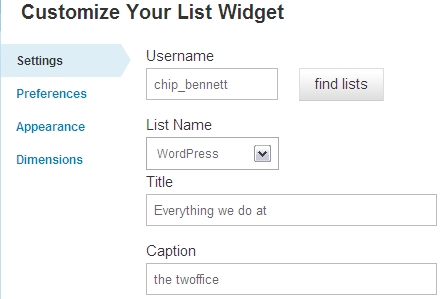 Customize Your List Widget
Settings
Preferences
Appearance
Dimensions
Username
chip_bennett
find lists
List Name
WordPress
Title
Everything we do at
Caption
the twoffice